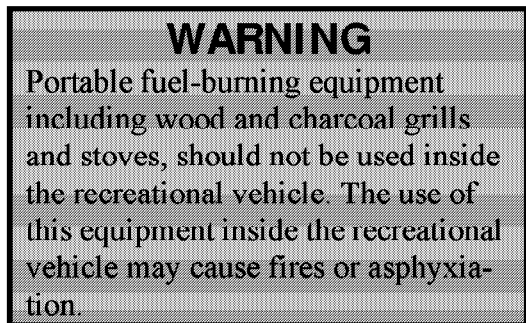 WARNING
Portable fuel-burning equipment
including wood and charcoal grills
and stoves, should not be used inside
the recreational vehicle. The use of
this equipment inside the recreational
vehicle may cause fires or asphyxia-
tion.